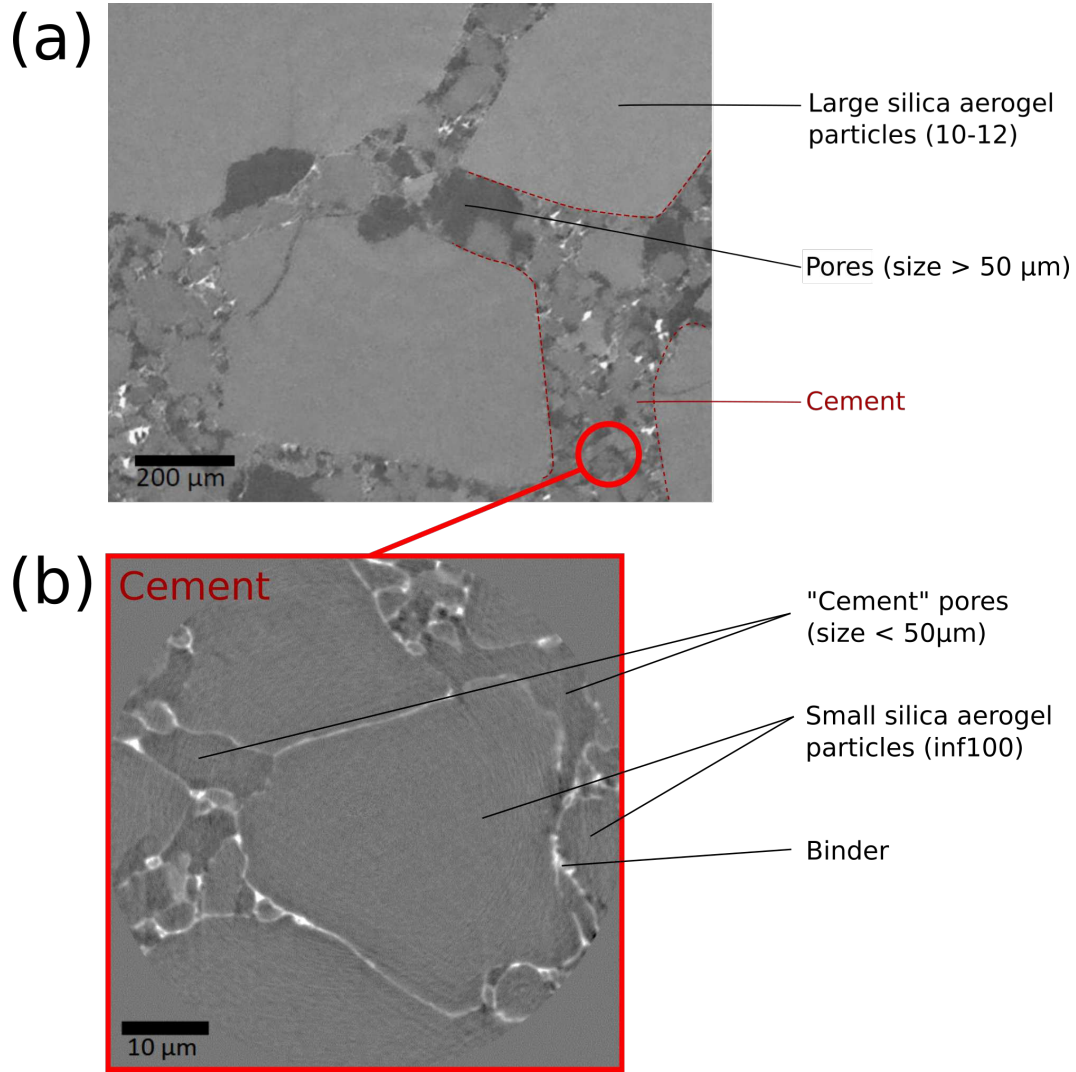 (a)
Large silica aerogel
particles (10-12)
Pores (size > 50 μm)
Cement
200 μm
(b)
Cement
"Cement" pores
(size < 50μm)
Small silica aerogel
particles (inf100)
Binder
10 μm